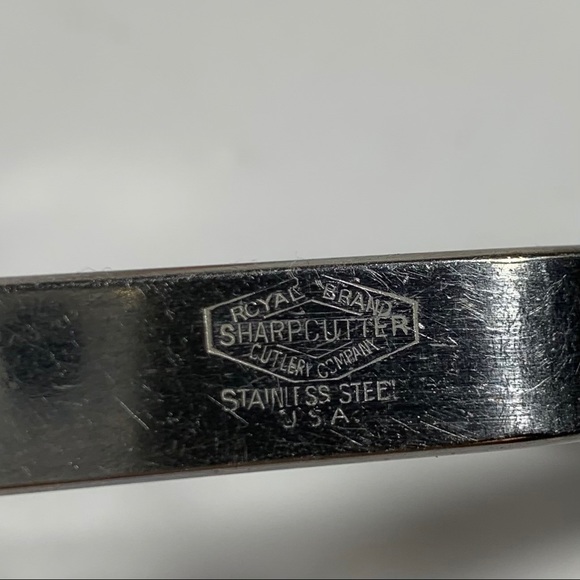 ROYAL BRAND
SHARPCUTTER
CUTLERY COMPANY
STAINLESS STEEL
U.S.A.